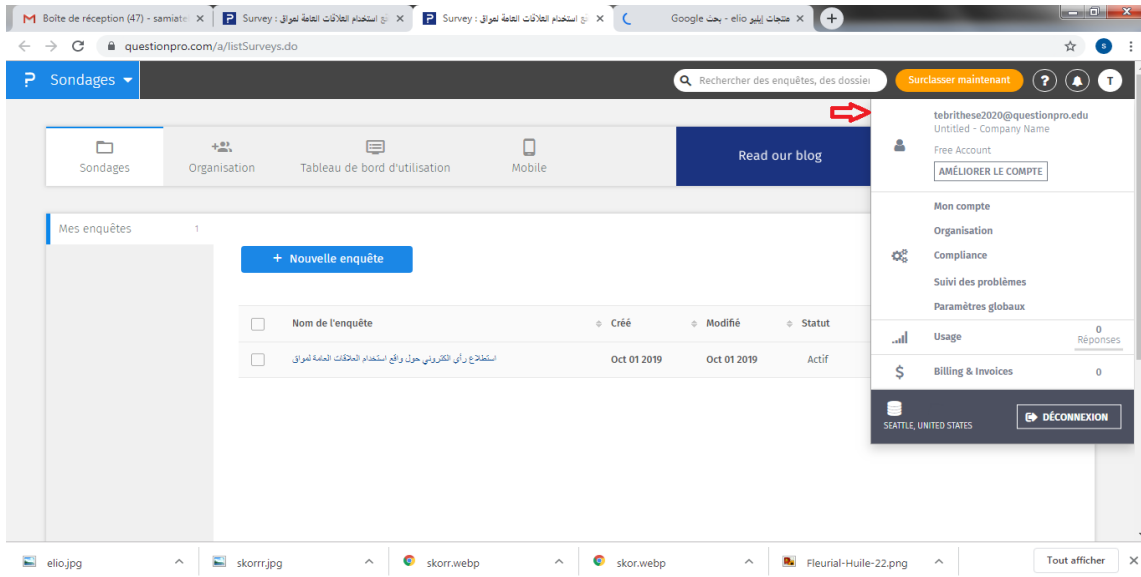 Boîte de réception (47) - samiate
Survey : نع استخدام العلاقات العامة لمواق
Survey : نع استخدام العلاقات العامة لمواق
منتجات إيليو elio - بحث Google
questionpro.com/a/listSurveys.do
S
Sondages
Rechercher des enquêtes, des dossier
Surclasser maintenant
?
T
Sondages
Organisation
Tableau de bord d'utilisation
Mobile
Read our blog
tebrithese2020@questionpro.edu
Untitled - Company Name
Free Account
AMÉLIORER LE COMPTE
Mon compte
Organisation
Compliance
Suivi des problèmes
Paramètres globaux
Usage
0
Réponses
$ Billing & Invoices 0
SEATTLE, UNITED STATES
DÉCONNEXION
Mes enquêtes 1
+ Nouvelle enquête
Nom de l'enquête Créé Modifié Statut
استطلاع رأي الكتروني حول واقع استخدام العلاقات العامة لمواق Oct 01 2019 Oct 01 2019 Actif
elio.jpg
skorrr.jpg
skorr.webp
skor.webp
Fleurial-Huile-22.png
Tout afficher